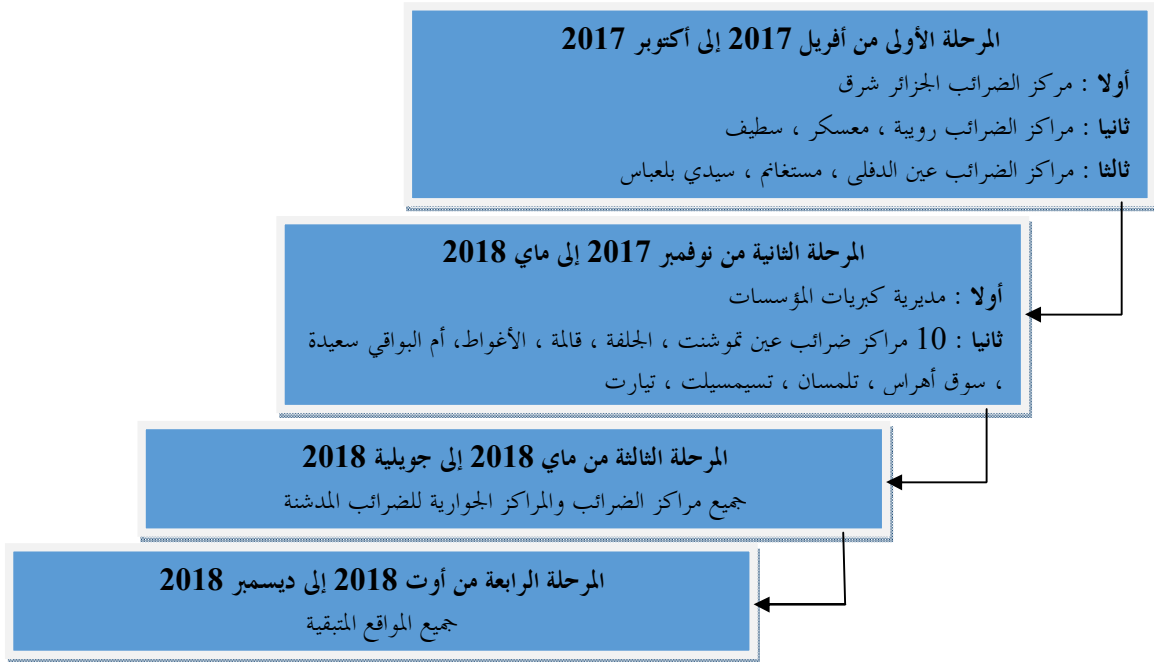 المرحلة الأولى من أفريل 2017 إلى أكتوبر 2017
أولا : مركز الضرائب الجزائر شرق
ثانيا : مراكز الضرائب رويبة ، معسكر ، سطيف
ثالثا : مراكز الضرائب عين الدفلى ، مستغانم ، سيدي بلعباس
المرحلة الثانية من نوفمبر 2017 إلى ماي 2018
أولا : مديرية كبريات المؤسسات
ثانيا : 10 مراكز ضرائب عين تموشنت ، الجلفة ، قالمة ، الأغواط، أم البواقي سعيدة
، سوق أهراس ، تلمسان ، تسيمسيلت ، تيارت
المرحلة الثالثة من ماي 2018 إلى جويلية 2018
جميع مراكز الضرائب والمراكز الجوارية للضرائب المدشنة
المرحلة الرابعة من أوت 2018 إلى ديسمبر 2018
جميع المواقع المتبقية